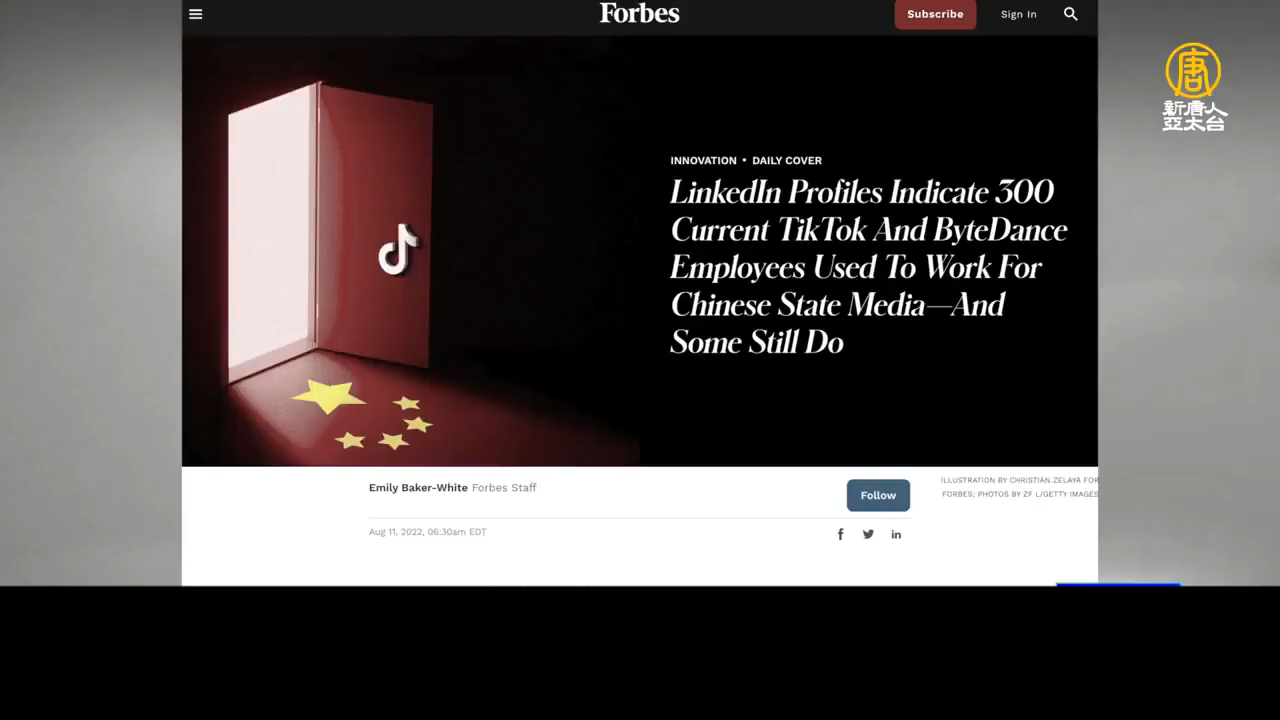 Forbes
Subscribe
Sign In
唐
新唐人
亞太台
INNOVATION • DAILY COVER
LinkedIn Profiles Indicate 300
Current TikTok And ByteDance
Employees Used To Work For
Chinese State Media—And
Some Still Do
Emily Baker-White Forbes Staff
Follow
ILLUSTRATION BY CHRISTIAN ZELAYA FOR
FORBES; PHOTOS BY ZF L/GETTY IMAGES
Aug 11, 2022, 06:30am EDT